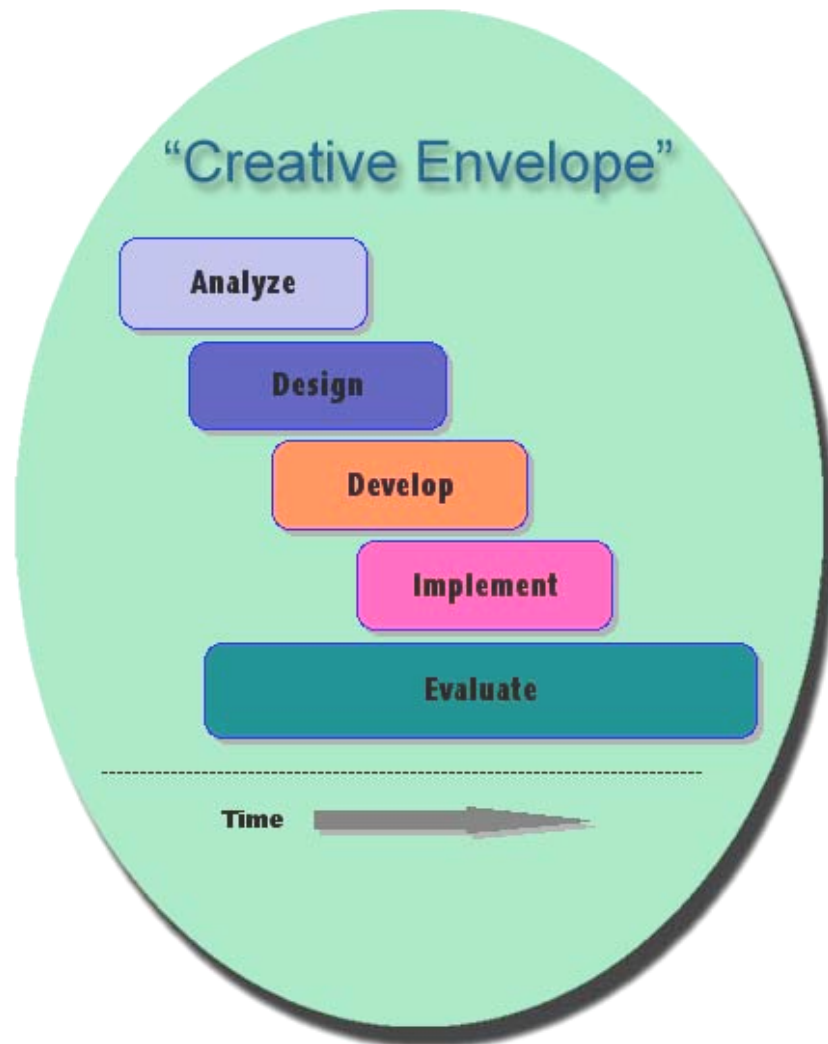 “Creative Envelope”
Analyze
Design
Develop
Implement
Evaluate
Time